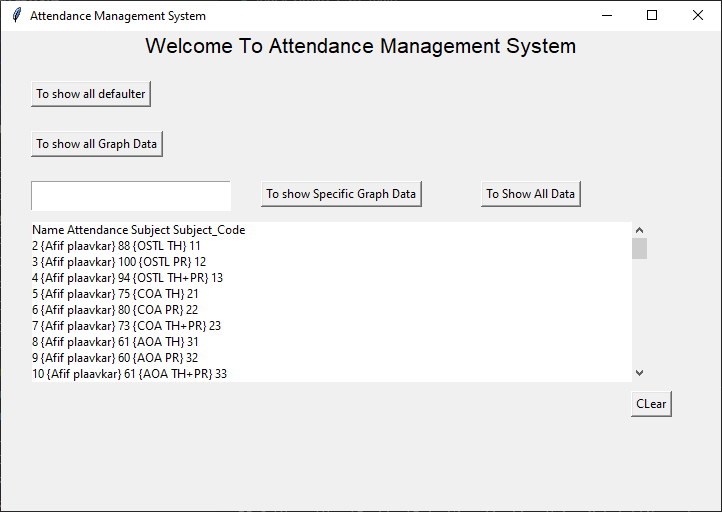 Attendance Management System
Welcome To Attendance Management System
To show all defaulter
To show all Graph Data
To show Specific Graph Data
To Show All Data
Name Attendance Subject Subject_Code
2 {Afif plaavkar} 88 {OSTL TH} 11
3 {Afif plaavkar} 100 {OSTL PR} 12
4 {Afif plaavkar} 94 {OSTL TH+PR} 13
5 {Afif plaavkar} 75 {COA TH} 21
6 {Afif plaavkar} 80 {COA PR} 22
7 {Afif plaavkar} 73 {COA TH+PR} 23
8 {Afif plaavkar} 61 {AOA TH} 31
9 {Afif plaavkar} 60 {AOA PR} 32
10 {Afif plaavkar} 61 {AOA TH+PR} 33
CLear